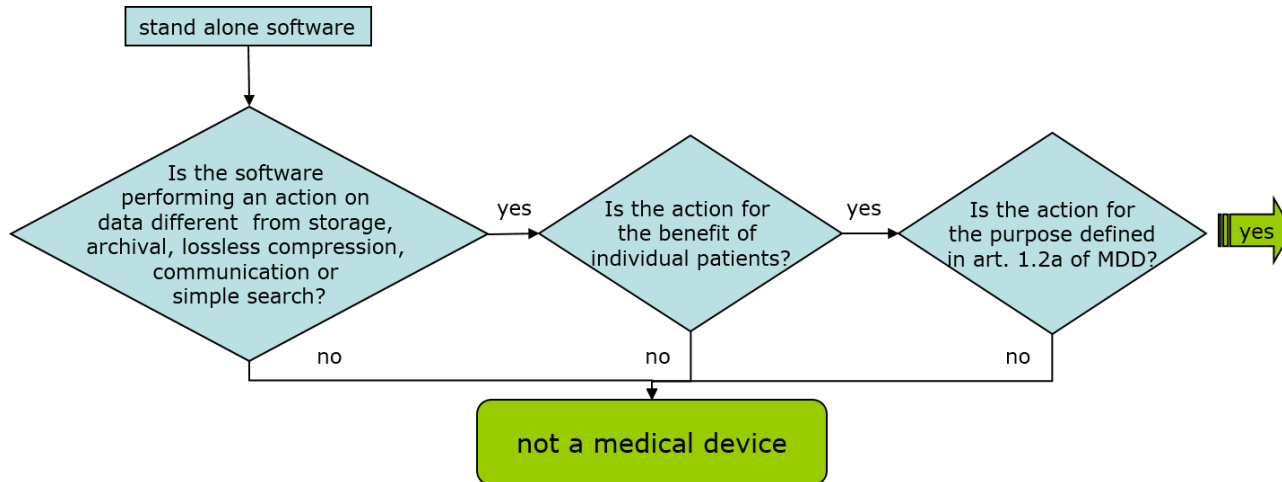 stand alone software
Is the software
performing an action on
data different from storage,
archival, lossless compression,
communication or
simple search?
yes
Is the action for
the benefit of
individual patients?
yes
Is the action for
the purpose defined
in art. 1.2a of MDD?
yes
no
no
no
not a medical device